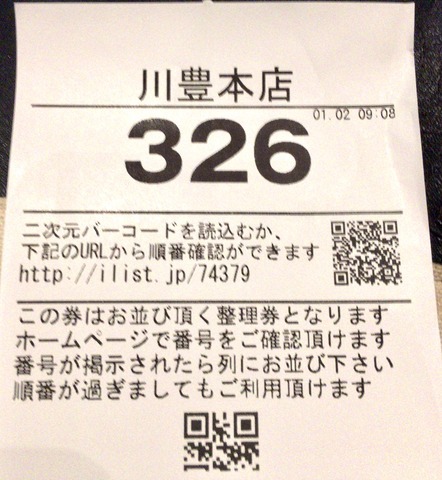 川豊本店
01.02 09:08
326
二次元バーコードを読込むか、
下記のURLから順番確認ができます
http://ilist.jp/74379
この券はお並び頂く整理券となります
ホームページで番号をご確認頂けます
番号が掲示されたら列にお並び下さい
順番が過ぎましてもご利用頂けます